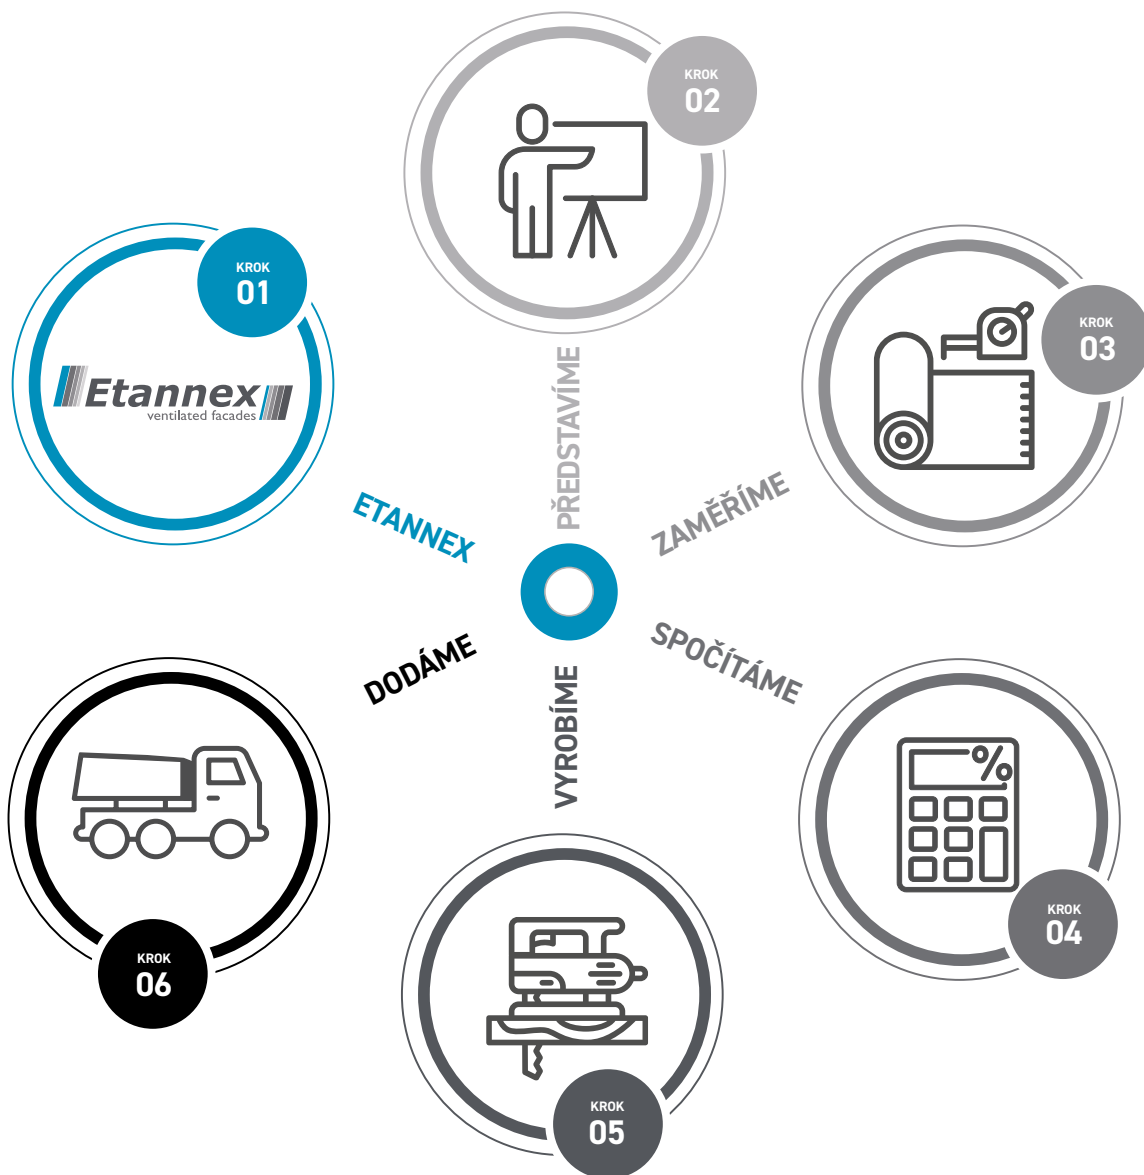 KROK
01
Etannex
ventilated facades
ETANNEX
KROK
02
PŘEDSTAVÍME
KROK
03
ZAMĚŘÍME
KROK
04
%
SPOČÍTÁME
KROK
05
VYROBÍME
KROK
06
DODÁME